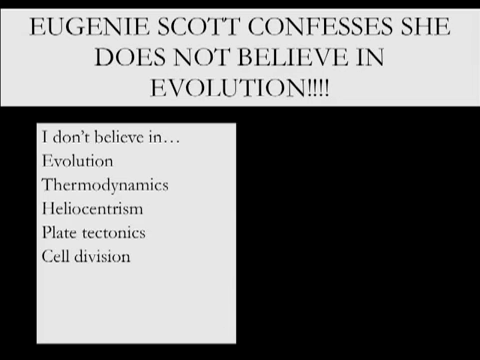 EUGENIE SCOTT CONFESSES SHE
DOES NOT BELIEVE IN
EVOLUTION!!!!
I don't believe in…
Evolution
Thermodynamics
Heliocentrism
Plate tectonics
Cell division